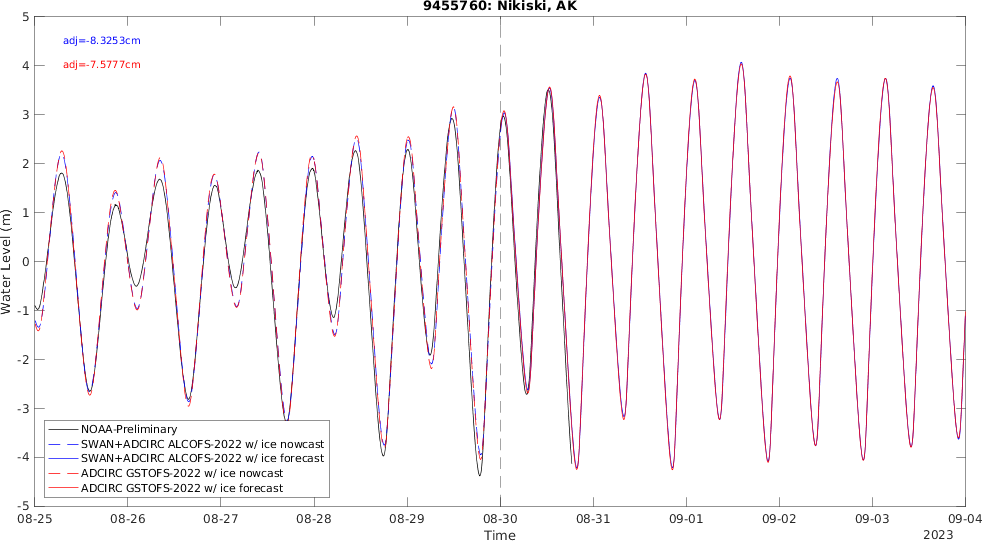 9455760: Nikiski, AK
adj=-8.3253cm
adj=-7.5777cm
Water Level (m)
5
4
3
2
1
0
-1
-2
-3
-4
-5
NOAA-Preliminary
SWAN+ADCIRC ALCOFS-2022 w/ ice nowcast
SWAN+ADCIRC ALCOFS-2022 w/ ice forecast
ADCIRC GSTOFS-2022 w/ ice nowcast
ADCIRC GSTOFS-2022 w/ ice forecast
08-25 08-26 08-27 08-28 08-29 08-30 08-31 09-01 09-02 09-03 09-04
Time
2023